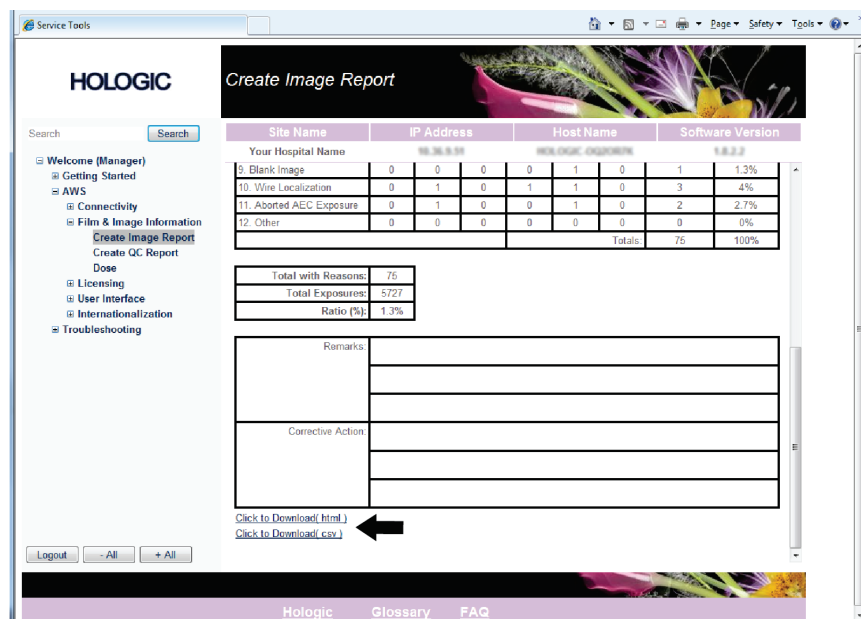 Service Tools
Page Safety Tools
HOLOGIC
Create Image Report
Search Search
Site Name IP Address Host Name Software Version
Your Hospital Name
Welcome (Manager)
Getting Started
AWS
Connectivity
Film & Image Information
Create Image Report
Create QC Report
Dose
Licensing
User Interface
Internationalization
Troubleshooting
9. Blank Image 0 0 0 0 1 0 1 1.3%
10. Wire Localization 0 1 0 1 1 0 3 4%
11. Aborted AEC Exposure 0 1 0 0 1 0 2 2.7%
12. Other 0 0 0 0 0 0 0 0%
Totals: 75 100%
Total with Reasons: 75
Total Exposures: 5727
Ratio (%): 1.3%
Remarks:
Corrective Action:
Click to Download( html )
Click to Download( csv )
Logout - All + All
Hologic Glossary FAQ